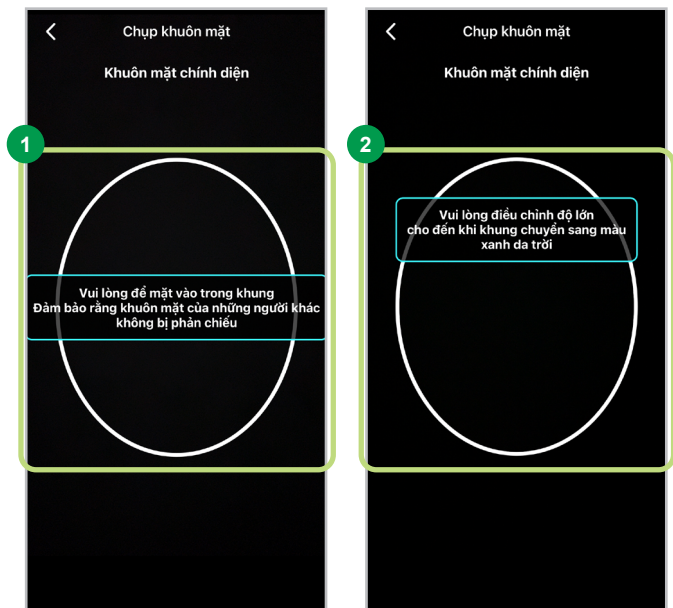 Chụp khuôn mặt
Khuôn mặt chính diện
1
Vui lòng để mặt vào trong khung
Đảm bảo rằng khuôn mặt của những người khác
không bị phản chiếu
Chụp khuôn mặt
Khuôn mặt chính diện
2
Vui lòng điều chỉnh độ lớn
cho đến khi khung chuyển sang màu
xanh da trời